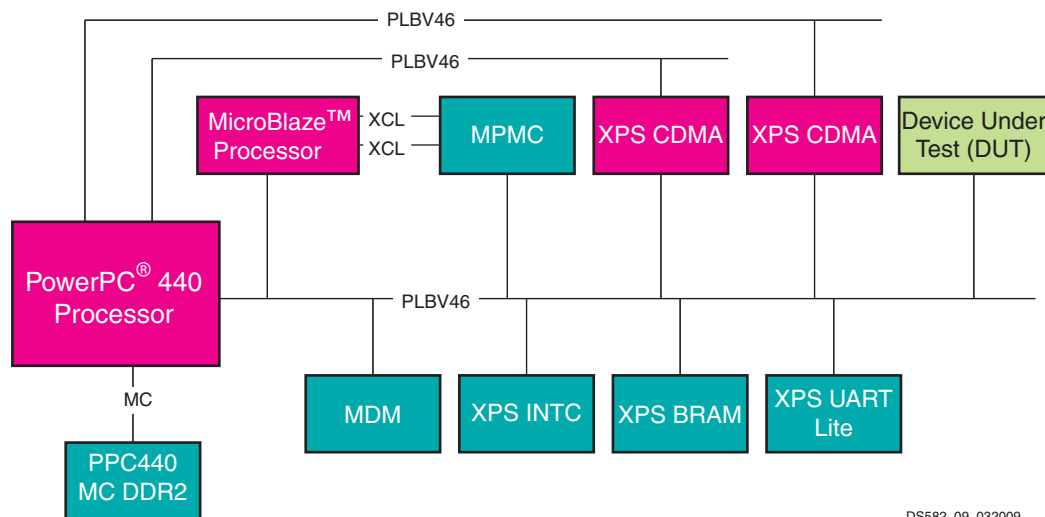 PLBV46
PLBV46
MicroBlaze™
Processor
XCL
XCL
MPMC
XPS CDMA
XPS CDMA
Device Under
Test (DUT)
PowerPC® 440
Processor
PLBV46
MC
MDM
XPS INTC
XPS BRAM
XPS UART
Lite
PPC440
MC DDR2
DS582_09_032009